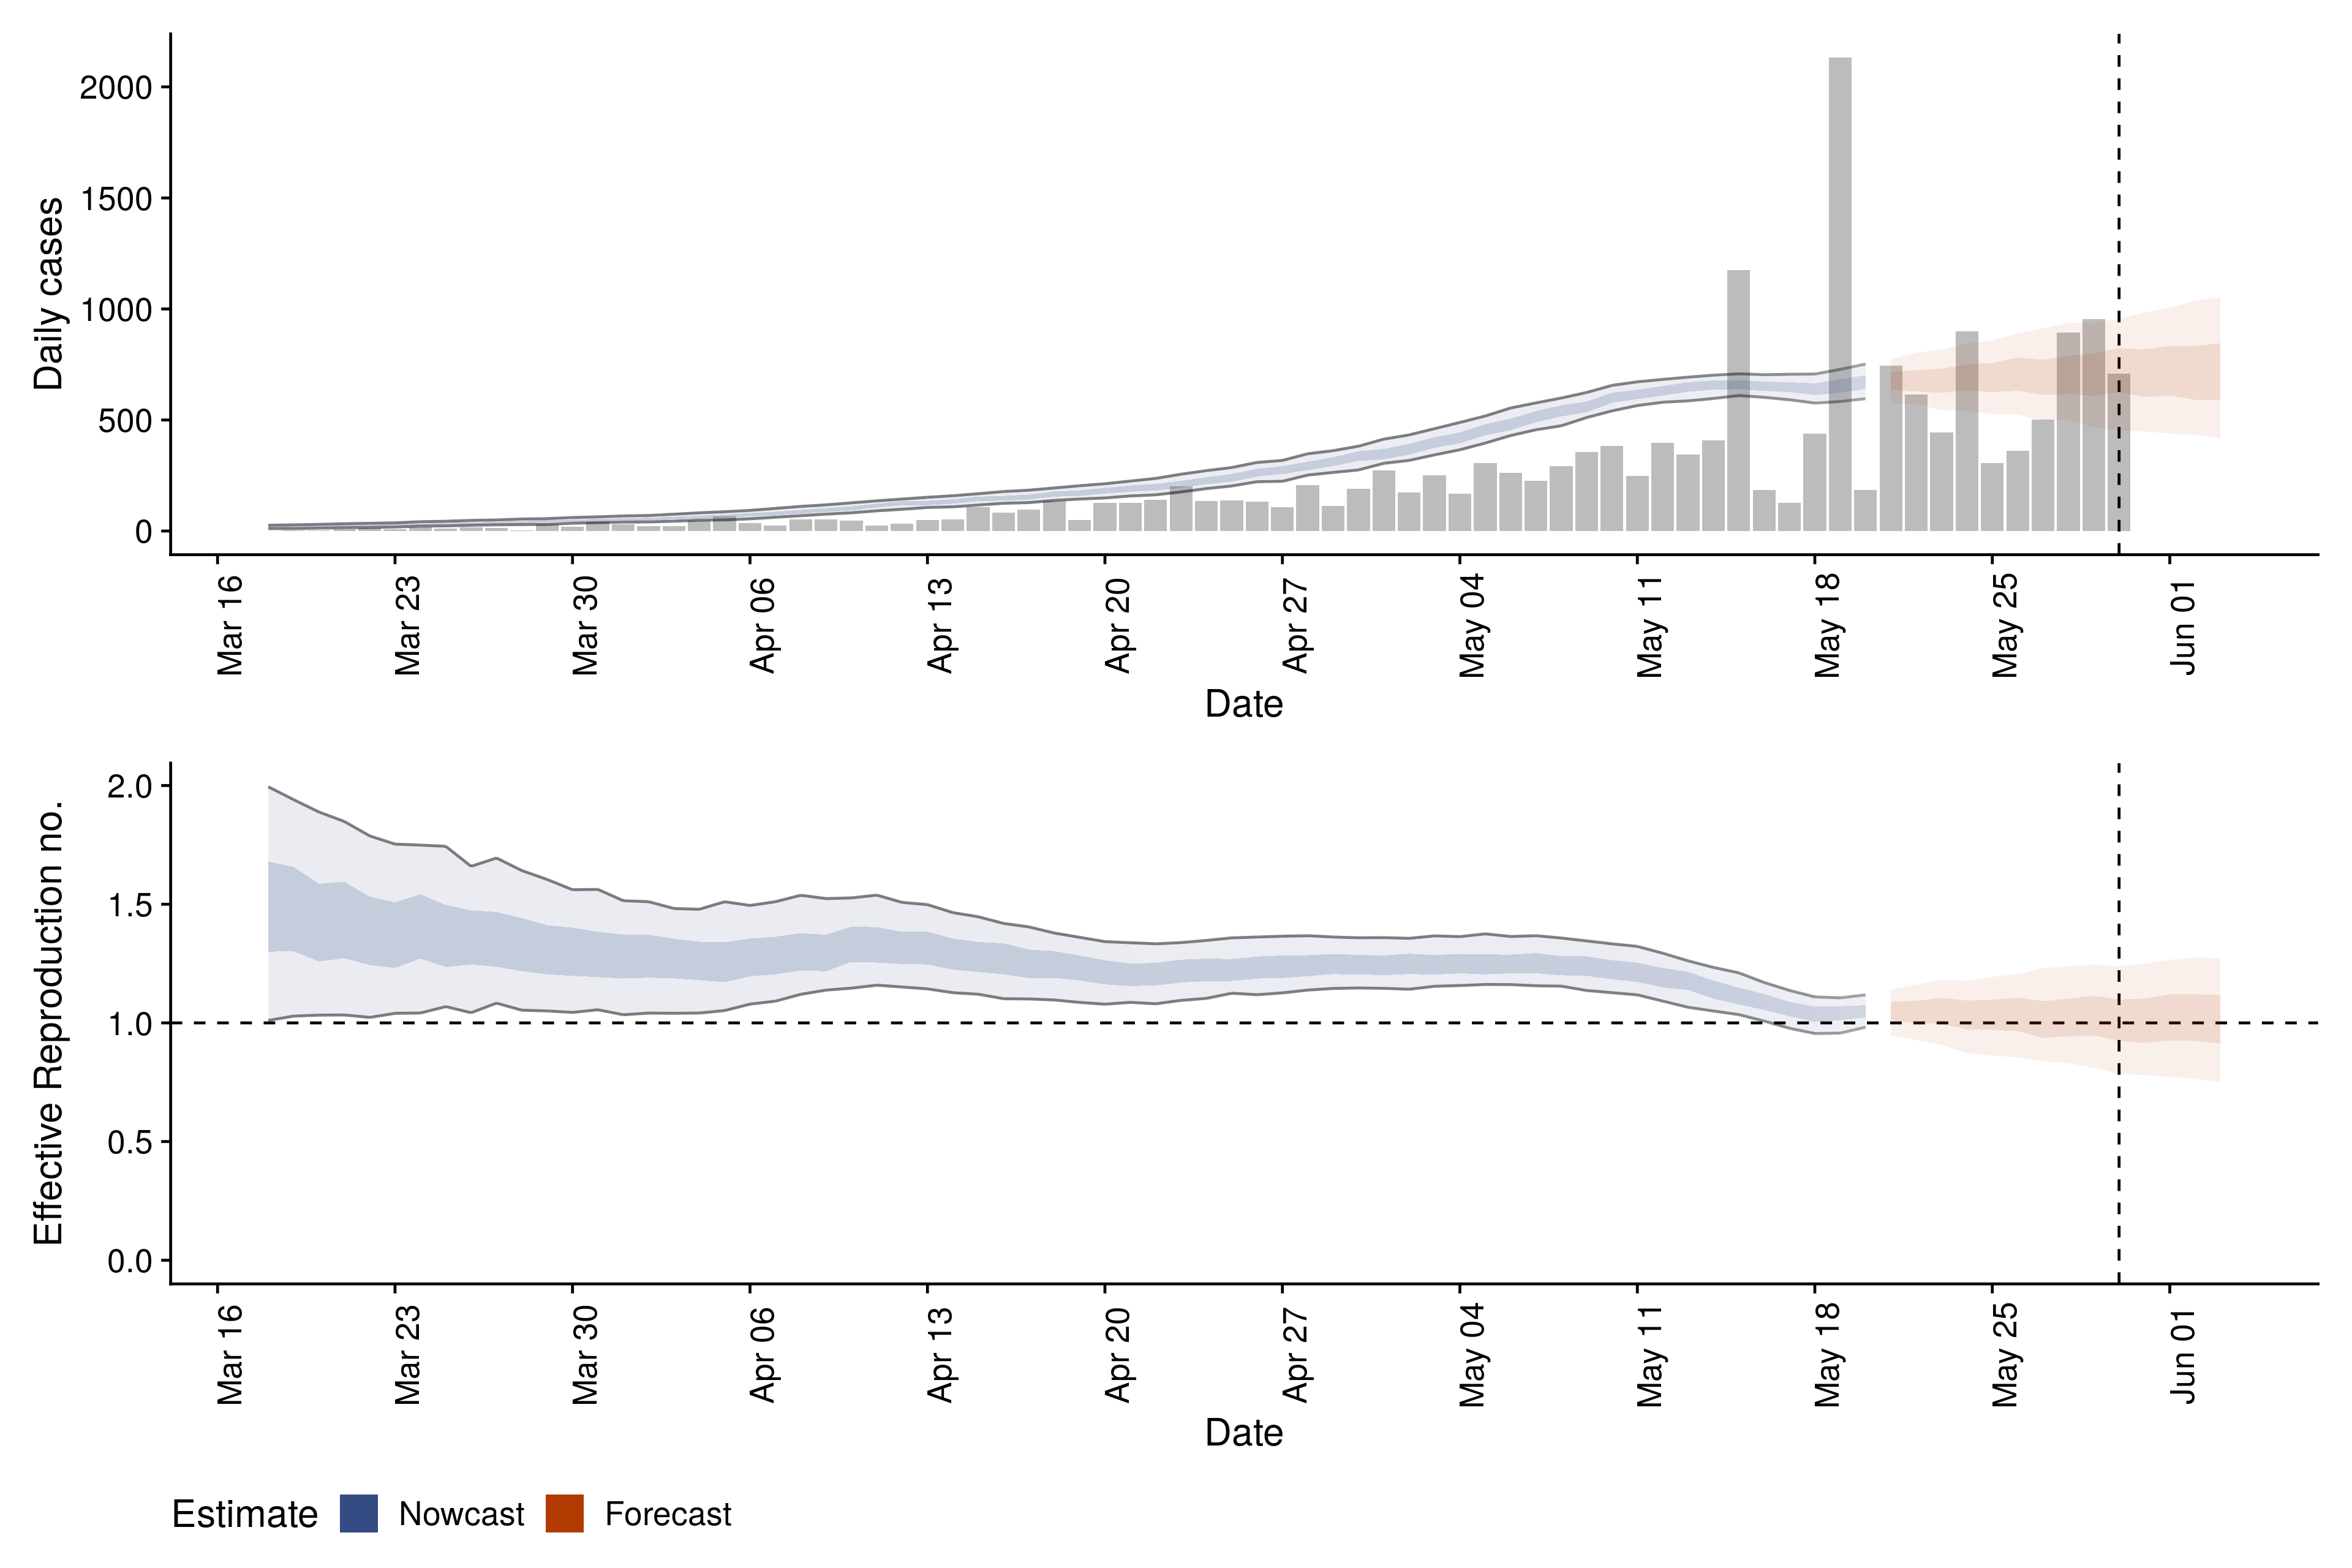 Daily cases
2000
1500
1000
500
0
Mar 16
Mar 23
Mar 30
Apr 06
Apr 13
Apr 20
Apr 27
May 04
May 11
May 18
May 25
Jun 01
Date
Effective Reproduction no.
2.0
1.5
1.0
0.5
0.0
Mar 16
Mar 23
Mar 30
Apr 06
Apr 13
Apr 20
Apr 27
May 04
May 11
May 18
May 25
Jun 01
Date
Estimate Nowcast Forecast